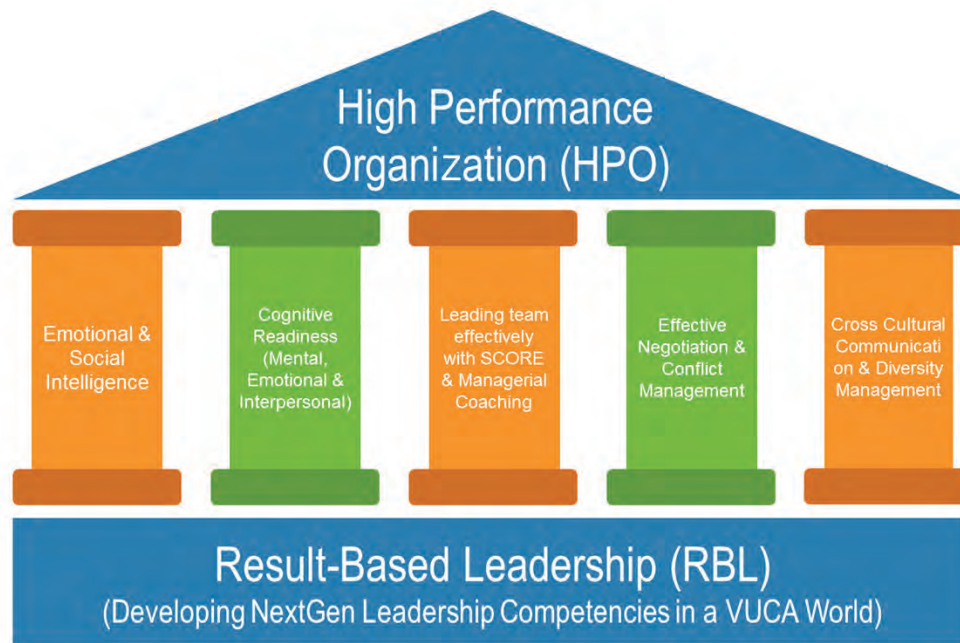 High Performance
Organization (HPO)
Emotional &
Social
Intelligence
Cognitive
Readiness
(Mental,
Emotional &
Interpersonal)
Leading team
effectively
with SCORE
& Managerial
Coaching
Effective
Negotiation &
Conflict
Management
Cross Cultural
Communicati
on & Diversity
Management
Result-Based Leadership (RBL)
(Developing NextGen Leadership Competencies in a VUCA World)